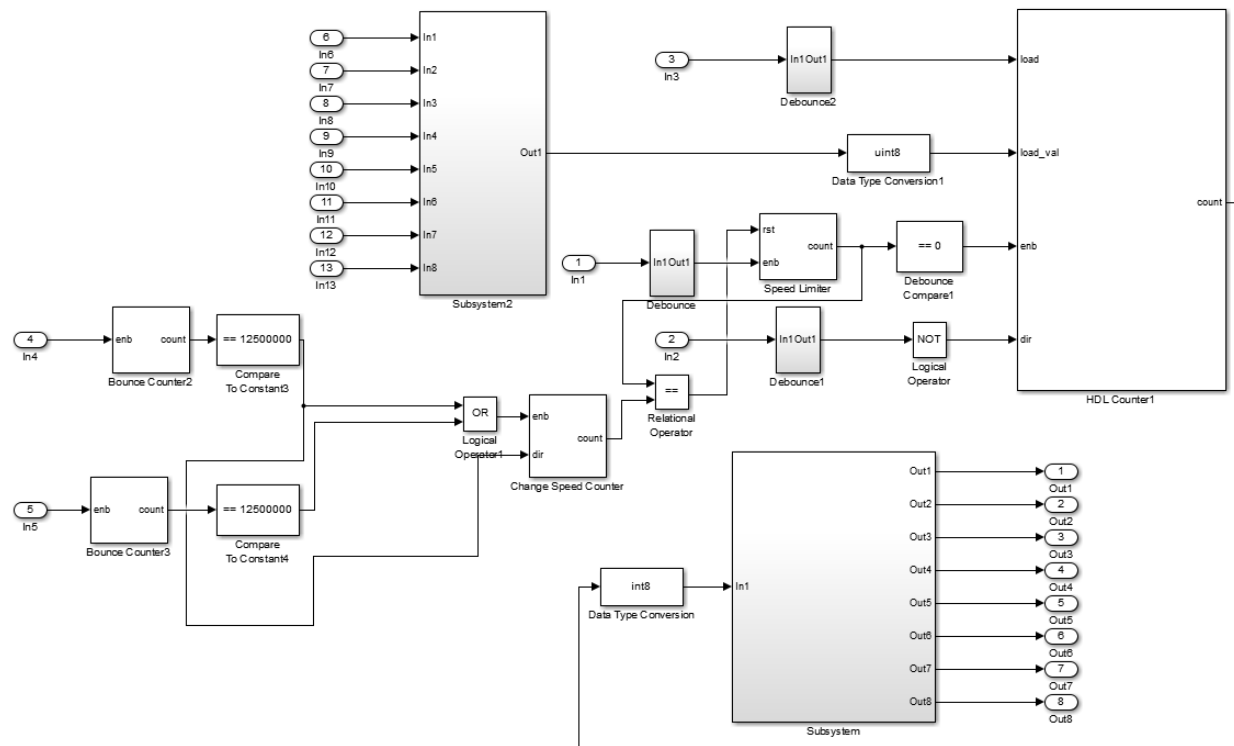 6
In6
7
In7
8
In8
9
In9
10
In10
11
In11
12
In12
13
In13
In1
In2
In3
In4
In5
In6
In7
In8
Out1
Subsystem2
3
In3
In1 Out1
Debounce2
uint8
Data Type Conversion1
load
load_val
enb
dir
count
HDL Counter1
1
In1
In1 Out1
Debounce
rst
enb
count
Speed Limiter
== 0
Debounce
Compare1
2
In2
In1 Out1
Debounce1
NOT
Logical
Operator
4
In4
enb
count
Bounce Counter2
== 12500000
Compare
To Constant3
==
Relational
Operator
OR
Logical
Operator1
enb
dir
count
Change Speed Counter
5
In5
enb
count
Bounce Counter3
== 12500000
Compare
To Constant4
int8
Data Type Conversion
In1
Out1
Out2
Out3
Out4
Out5
Out6
Out7
Out8
Subsystem
1
Out1
2
Out2
3
Out3
4
Out4
5
Out5
6
Out6
7
Out7
8
Out8